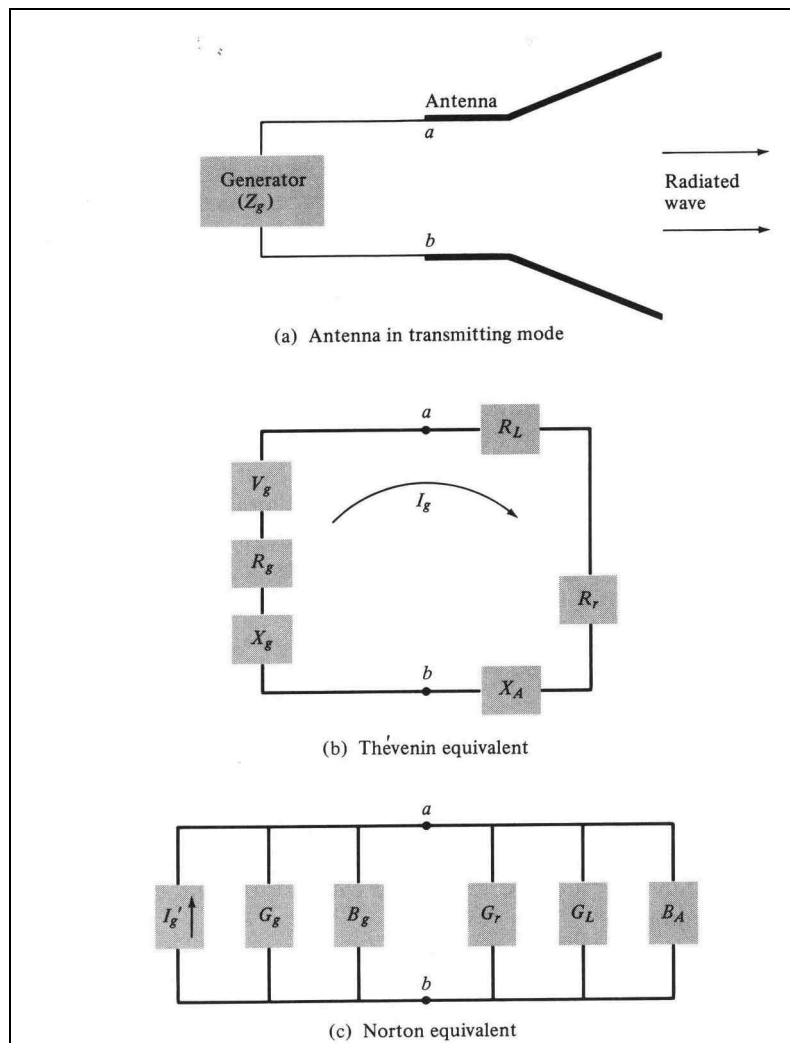 Antenna
a
Generator
(Z_g)
Radiated
wave
b
(a) Antenna in transmitting mode
a
R_L
V_g
I_g
R_g
R_r
X_g
b
X_A
(b) Thévenin equivalent
a
I_g' G_g B_g G_r G_L B_A
b
(c) Norton equivalent